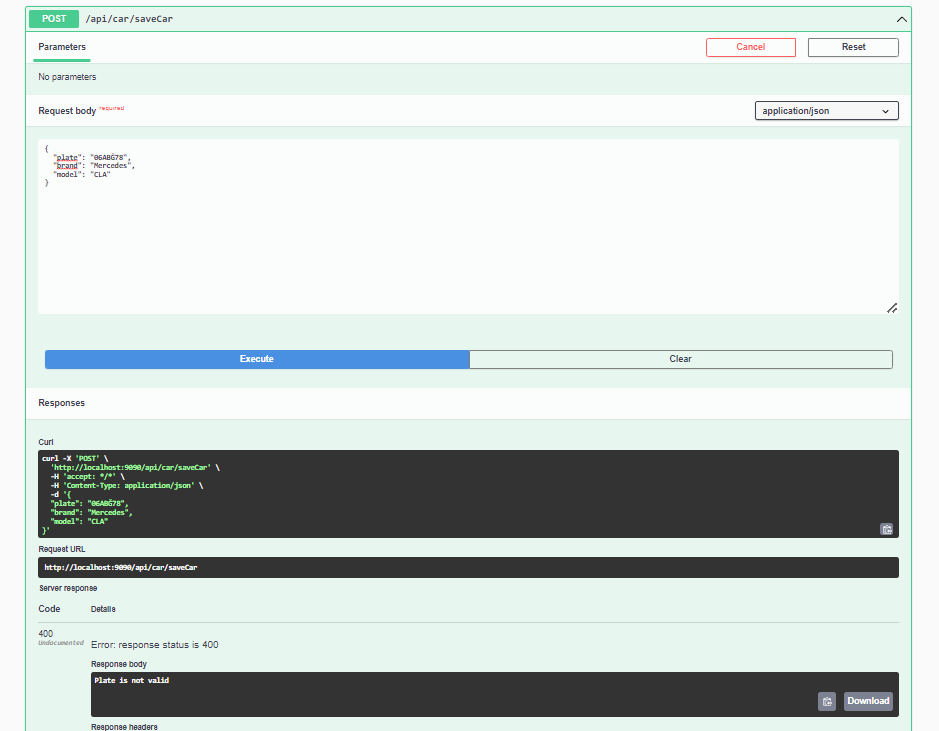 POST /api/car/saveCar
Parameters
Cancel
Reset
No parameters
Request body required
application/json
{
"plate": "06ABĞ78",
"brand": "Mercedes",
"model": "CLA"
}
Execute
Clear
Responses
Curl
curl -X 'POST' \
'http://localhost:9090/api/car/saveCar' \
-H 'accept: */*' \
-H 'Content-Type: application/json' \
-d '{
"plate": "06ABĞ78",
"brand": "Mercedes",
"model": "CLA"
}'
Request URL
http://localhost:9090/api/car/saveCar
Server response
Code Details
400
Undocumented
Error: response status is 400
Response body
Plate is not valid
Download
Response headers